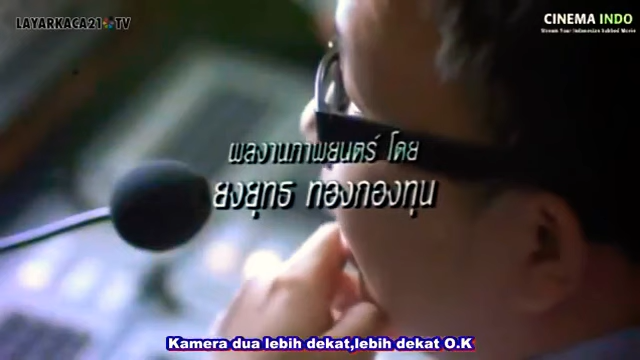 LAYARKACA21 TV
CINEMA INDO
Stream Your Indonesian Subbed Movie
ผลงานภาพยนตร์ โดย
ยงยุทธ ทองกองทุน
Kamera dua lebih dekat,lebih dekat O.K